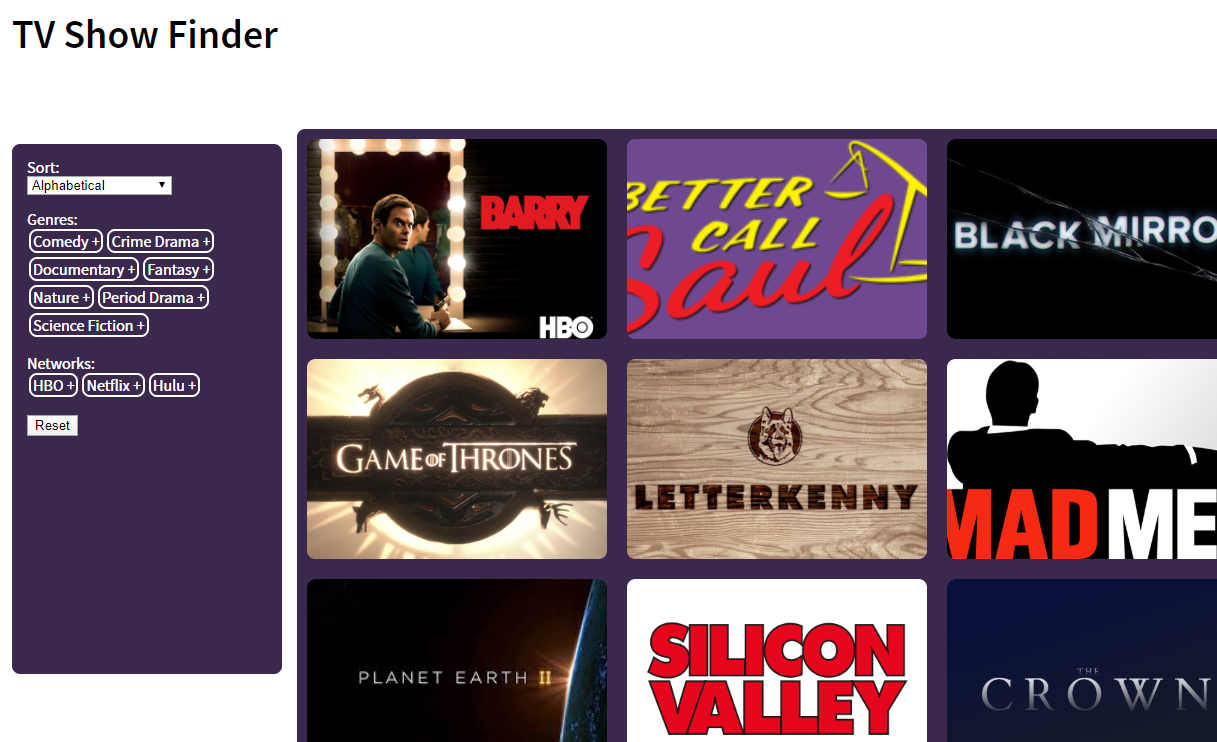 TV Show Finder
Sort:
Alphabetical
Genres:
Comedy + Crime Drama +
Documentary + Fantasy +
Nature + Period Drama +
Science Fiction +
Networks:
HBO + Netflix + Hulu +
Reset
BARRY
HBO
BETTER
CALL
Saul
BLACK MIRRO
GAME OF THRONES
LETTERKENNY
MAD ME
PLANET EARTH II
SILICON
VALLEY
THE
CROWN